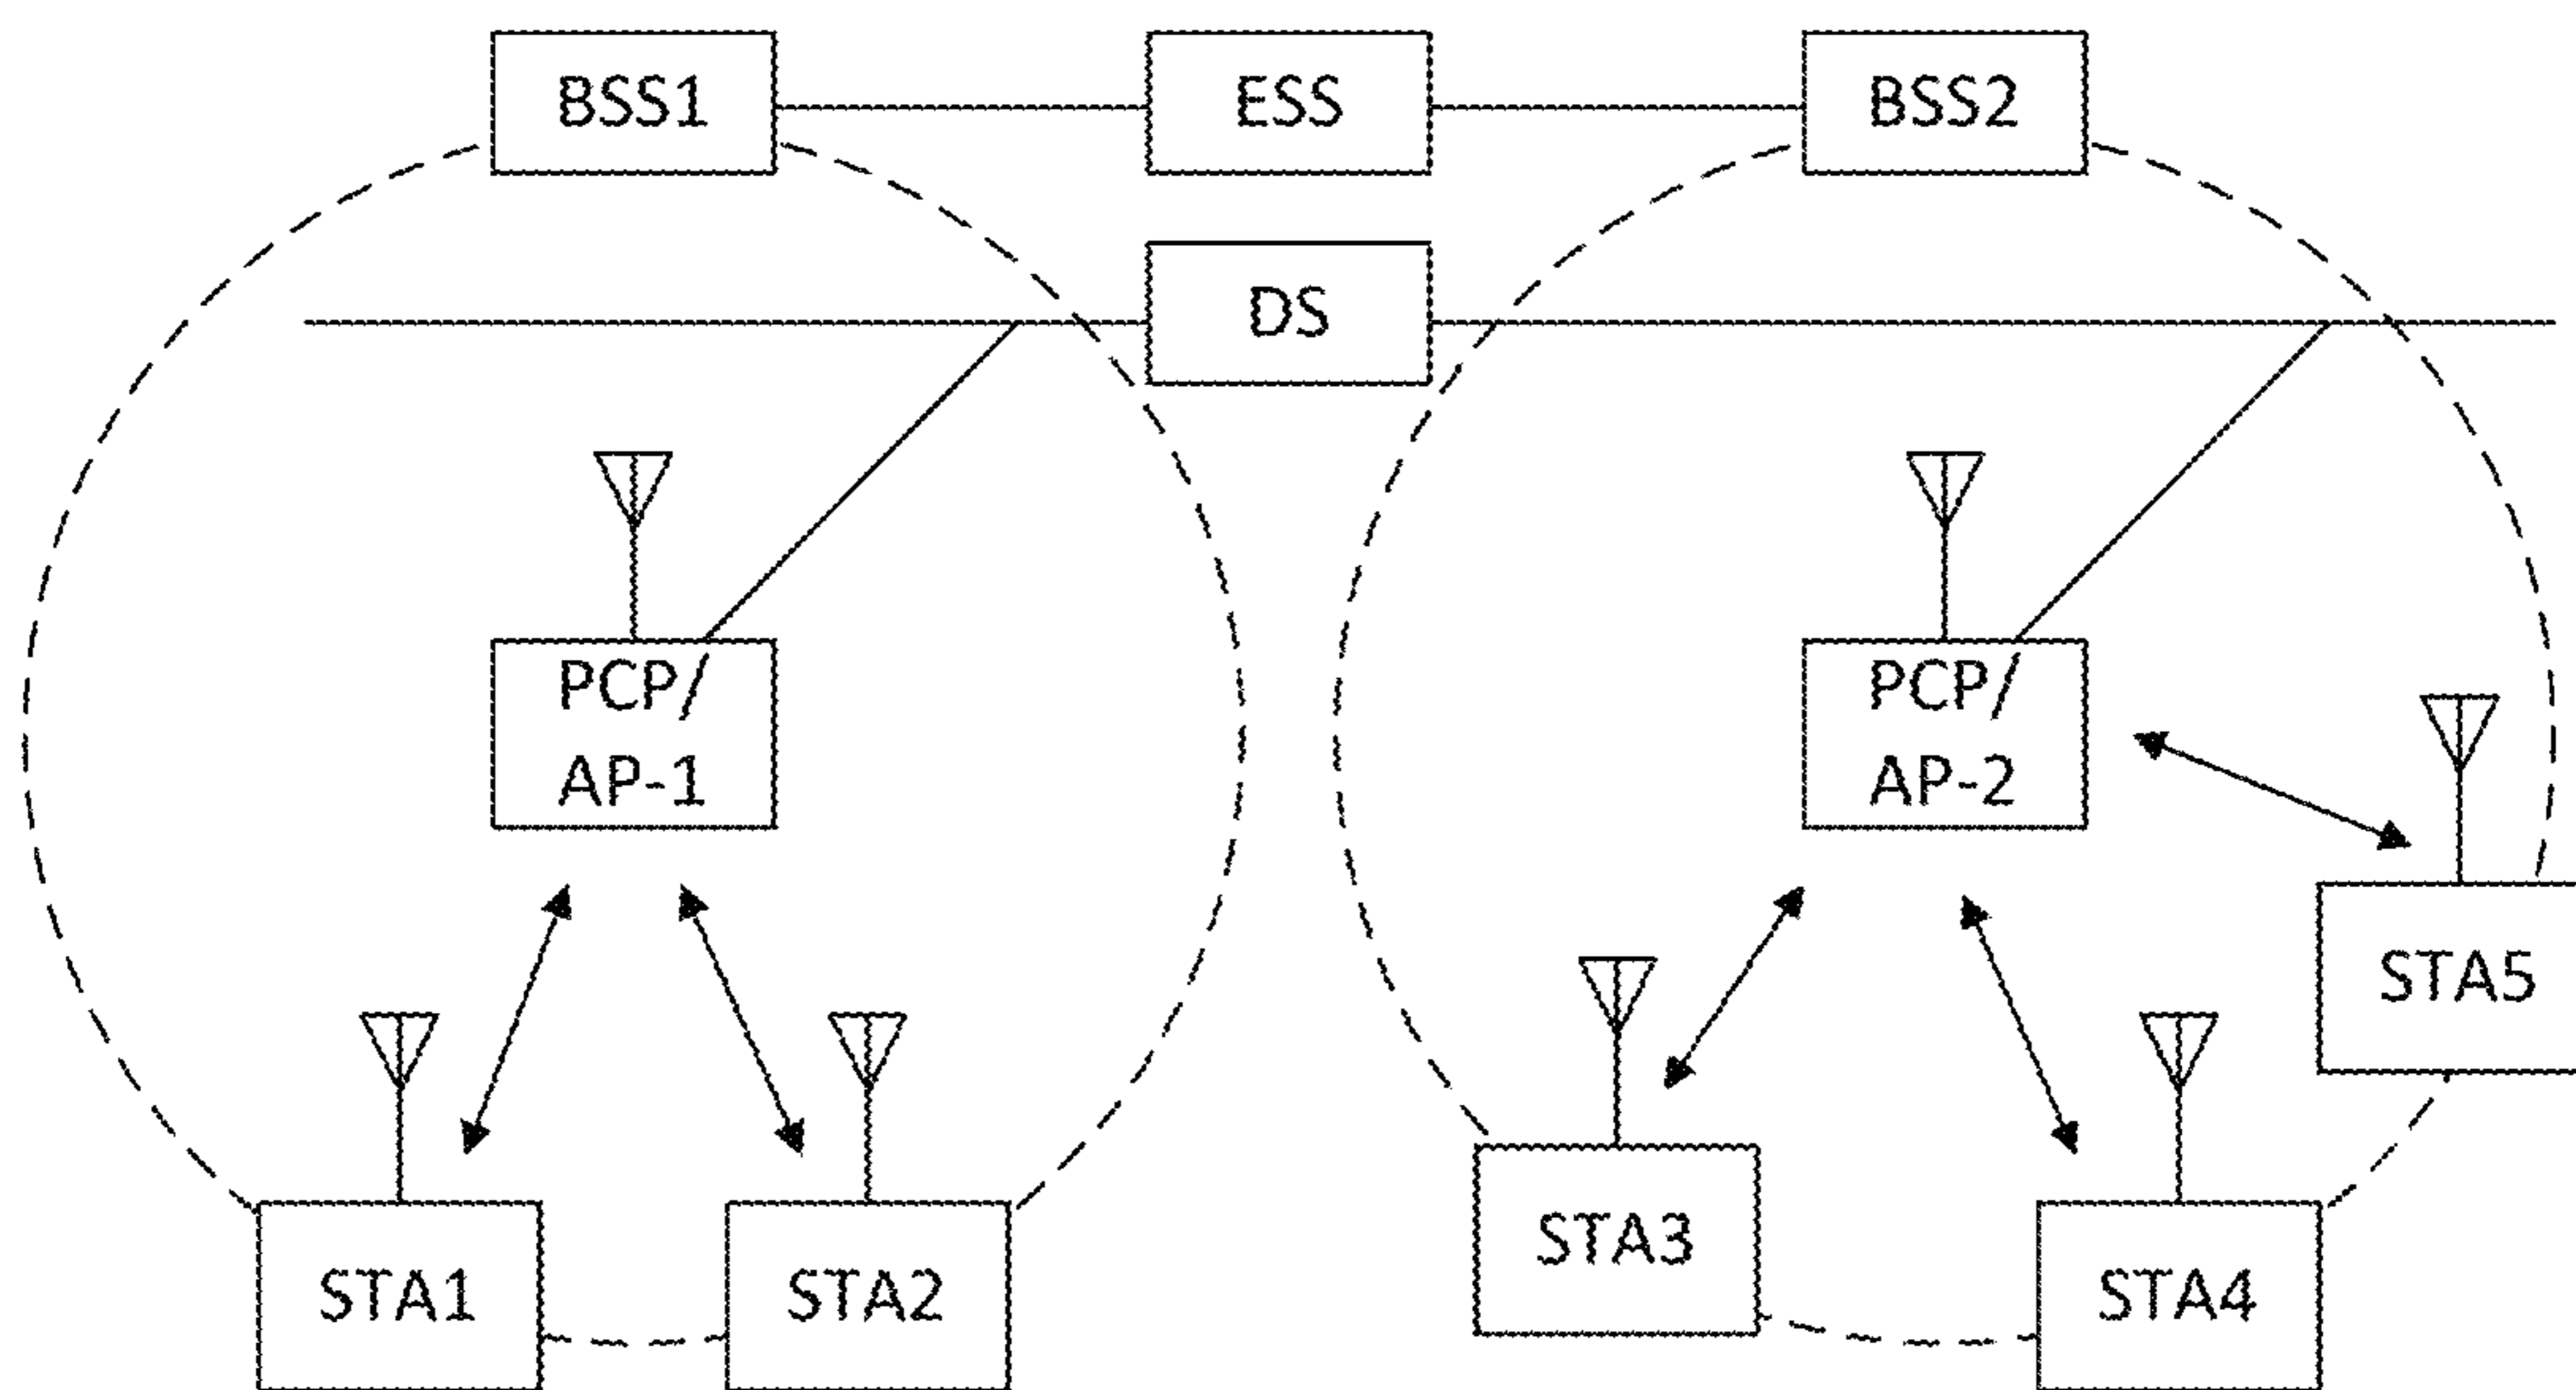 BSS1
ESS
BSS2
DS
PCP/
AP-1
PCP/
AP-2
STA5
STA3
STA4
STA1
STA2